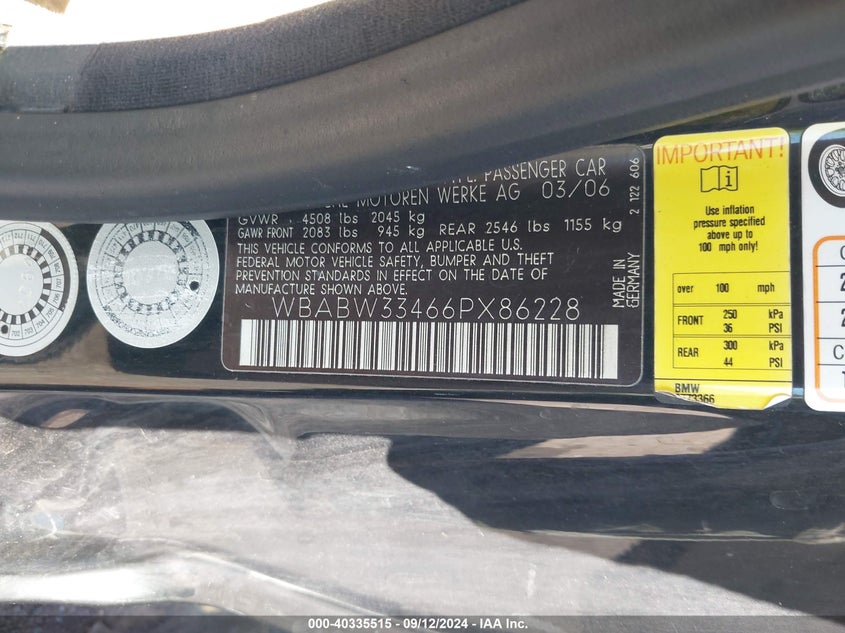 PASSENGER CAR
MOTOREN WERKE AG 03/06
GVWR 4508 lbs 2045 kg
GAWR FRONT 2083 lbs 945 kg REAR 2546 lbs 1155 kg
THIS VEHICLE CONFORMS TO ALL APPLICABLE U.S.
FEDERAL MOTOR VEHICLE SAFETY, BUMPER AND THEFT
PREVENTION STANDARDS IN EFFECT ON THE DATE OF
MANUFACTURE SHOWN ABOVE.
WBABW33466PX86228
MADE IN
GERMANY
2 122 606
IMPORTANT!
Use inflation
pressure specified
above up to
100 mph only!
over 100 mph
FRONT 250 kPa
36 PSI
REAR 300 kPa
44 PSI
BMW
3366
000-40335515 - 09/12/2024 - IAA Inc.